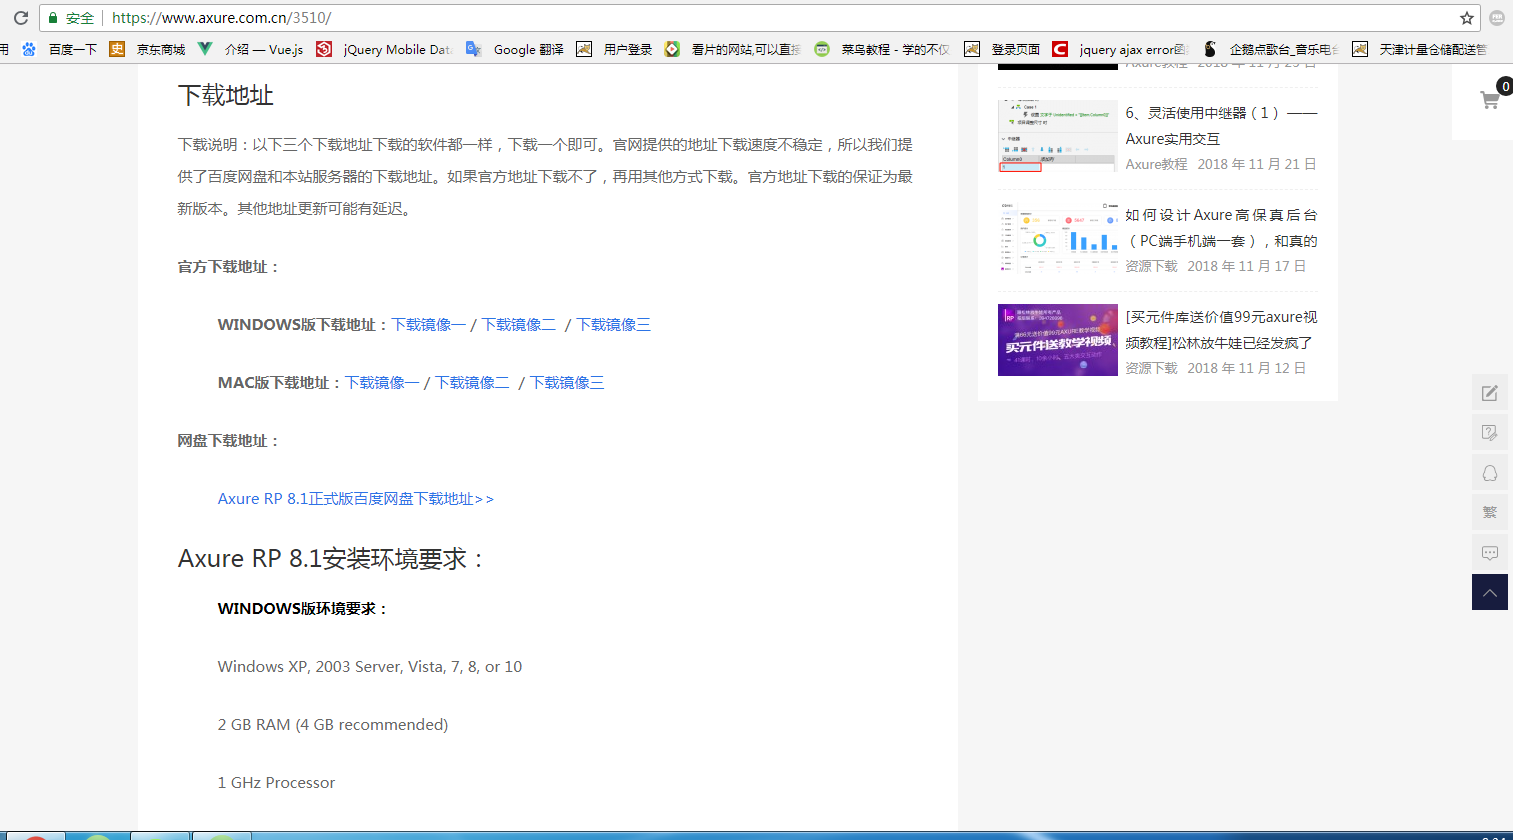 安全
https://www.axure.com.cn/3510/
用 百度一下 京东商城 介绍 — Vue.js jQuery Mobile Dat Google 翻译 用户登录 看片的网站,可以直接 菜鸟教程 - 学的不仅 登录页面 jquery ajax error函 企鹅点歌台_音乐电台 天津计量仓储配送管
0
下载地址
下载说明：以下三个下载地址下载的软件都一样，下载一个即可。官网提供的地址下载速度不稳定，所以我们提
供了百度网盘和本站服务器的下载地址。如果官方地址下载不了，再用其他方式下载。官方地址下载的保证为最
新版本。其他地址更新可能有延迟。
官方下载地址：
WINDOWS版下载地址：下载镜像一 / 下载镜像二 / 下载镜像三
MAC版下载地址：下载镜像一 / 下载镜像二 / 下载镜像三
网盘下载地址：
Axure RP 8.1正式版百度网盘下载地址>>
Axure RP 8.1安装环境要求：
WINDOWS版环境要求：
Windows XP, 2003 Server, Vista, 7, 8, or 10
2 GB RAM (4 GB recommended)
1 GHz Processor
Axure教程 2018 年 11 月 25 日
6、灵活使用中继器（1）——
Axure实用交互
Axure教程 2018 年 11 月 21 日
如何设计Axure高保真后台
（PC端手机端一套），和真的
资源下载 2018 年 11 月 17 日
买元件送教学视频
[买元件库送价值99元axure视
频教程]松林放牛娃已经发疯了
资源下载 2018 年 11 月 12 日
繁